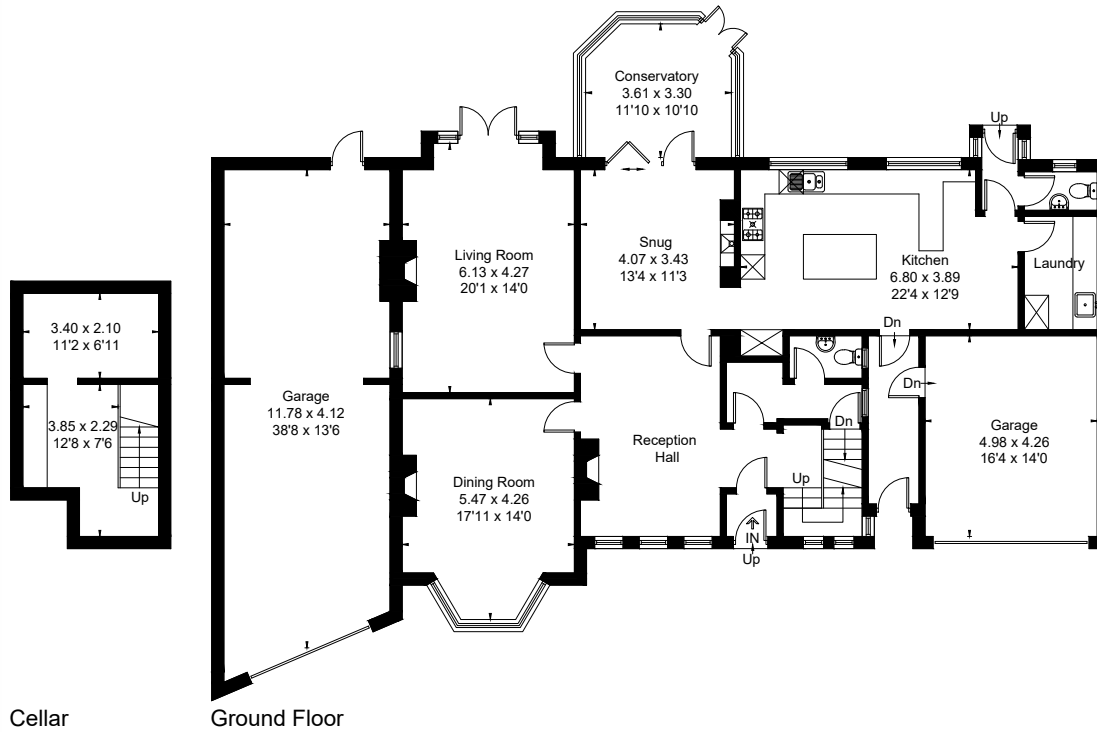 Conservatory
3.61 x 3.30
11'10 x 10'10
Up
Living Room
6.13 x 4.27
20'1 x 14'0
Snug
4.07 x 3.43
13'4 x 11'3
Kitchen
6.80 x 3.89
22'4 x 12'9
Laundry
3.40 x 2.10
11'2 x 6'11
3.85 x 2.29
12'8 x 7'6
Up
Garage
11.78 x 4.12
38'8 x 13'6
Dn
Dn
Dining Room
5.47 x 4.26
17'11 x 14'0
Reception
Hall
Dn
Up
IN
Up
Garage
4.98 x 4.26
16'4 x 14'0
Cellar
Ground Floor